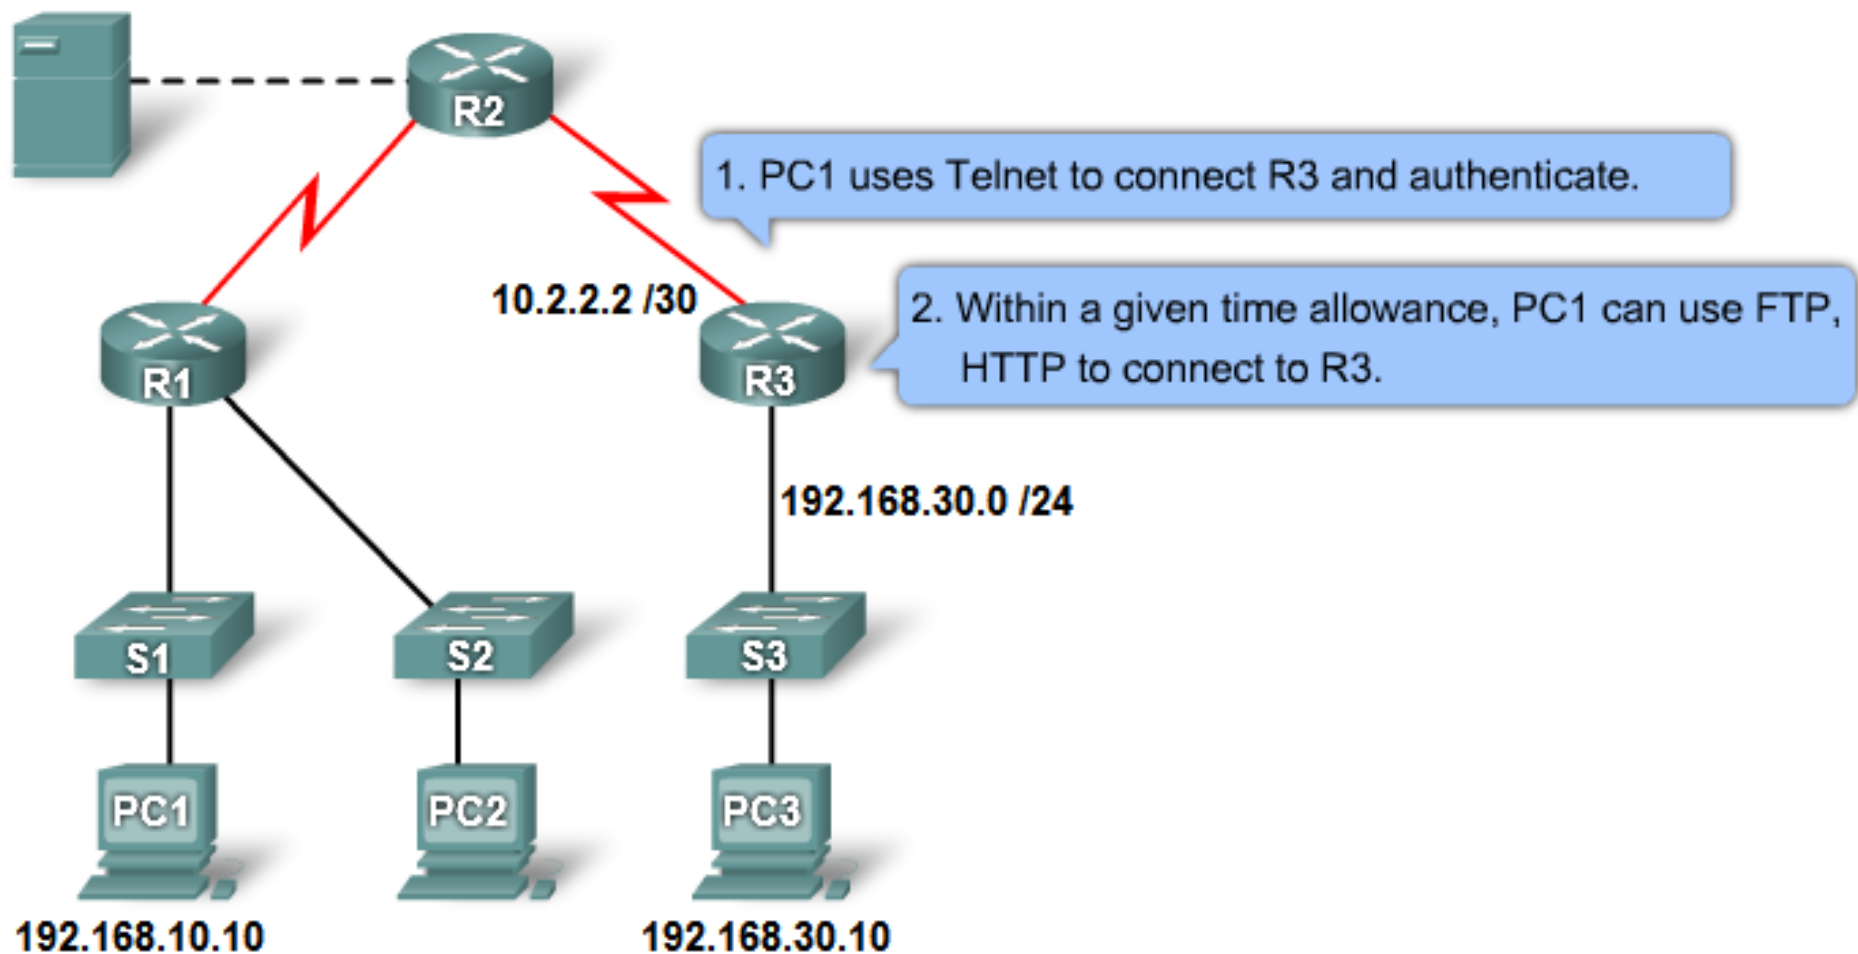 R2
1. PC1 uses Telnet to connect R3 and authenticate.
10.2.2.2 /30
2. Within a given time allowance, PC1 can use FTP,
HTTP to connect to R3.
R1
R3
192.168.30.0 /24
S1
S2
S3
PC1
PC2
PC3
192.168.10.10
192.168.30.10